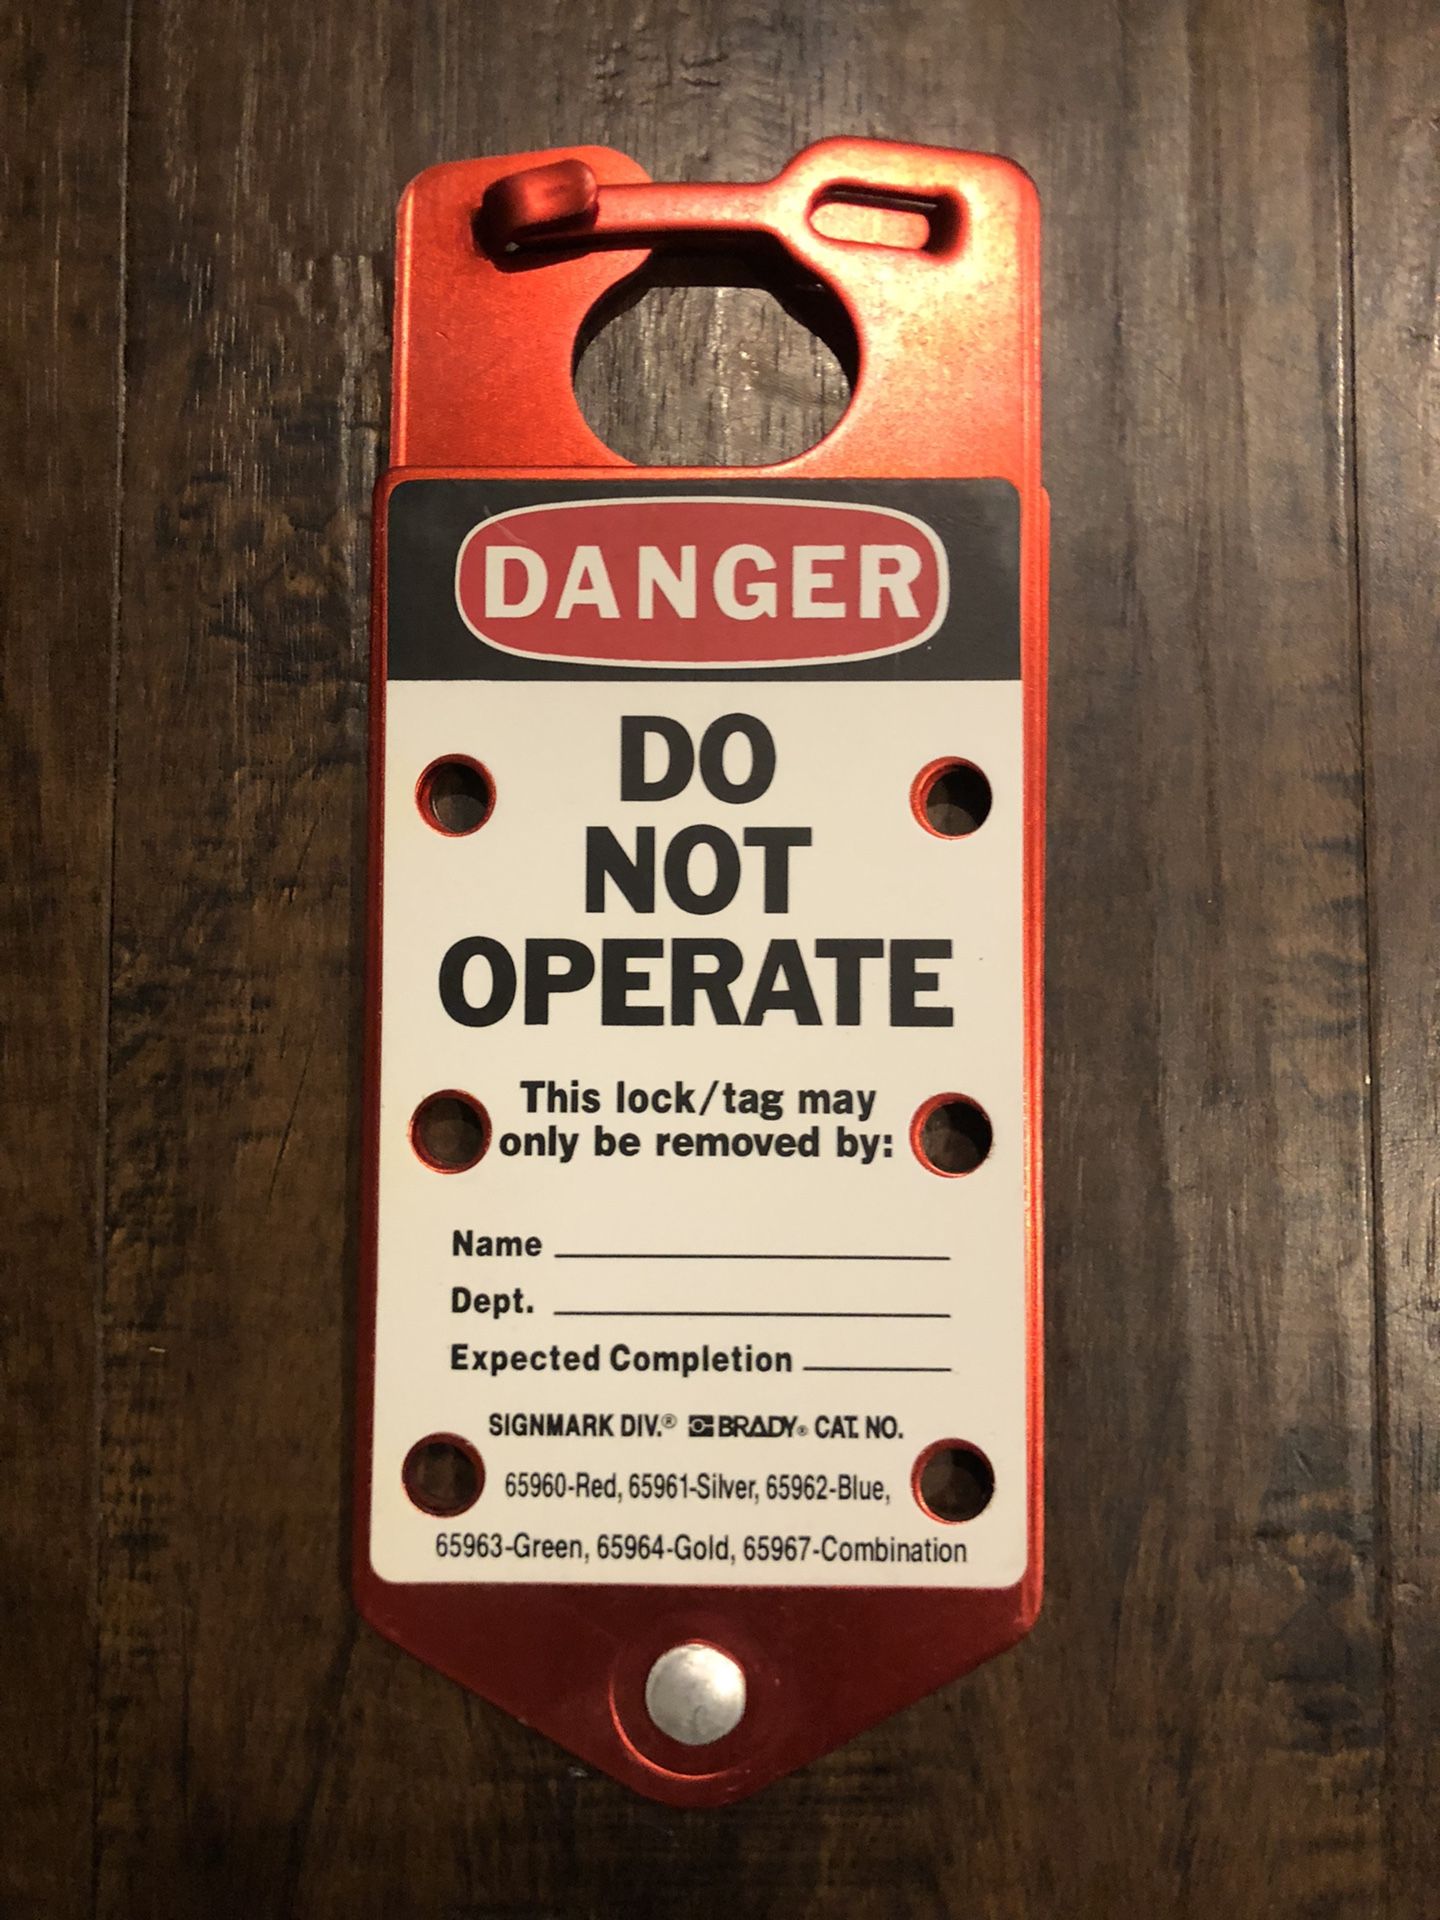 DANGER
DO
NOT
OPERATE
This lock/tag may
only be removed by:
Name
Dept.
Expected Completion
SIGNMARK DIV.® BRADY® CAT. NO.
65960-Red, 65961-Silver, 65962-Blue,
65963-Green, 65964-Gold, 65967-Combination